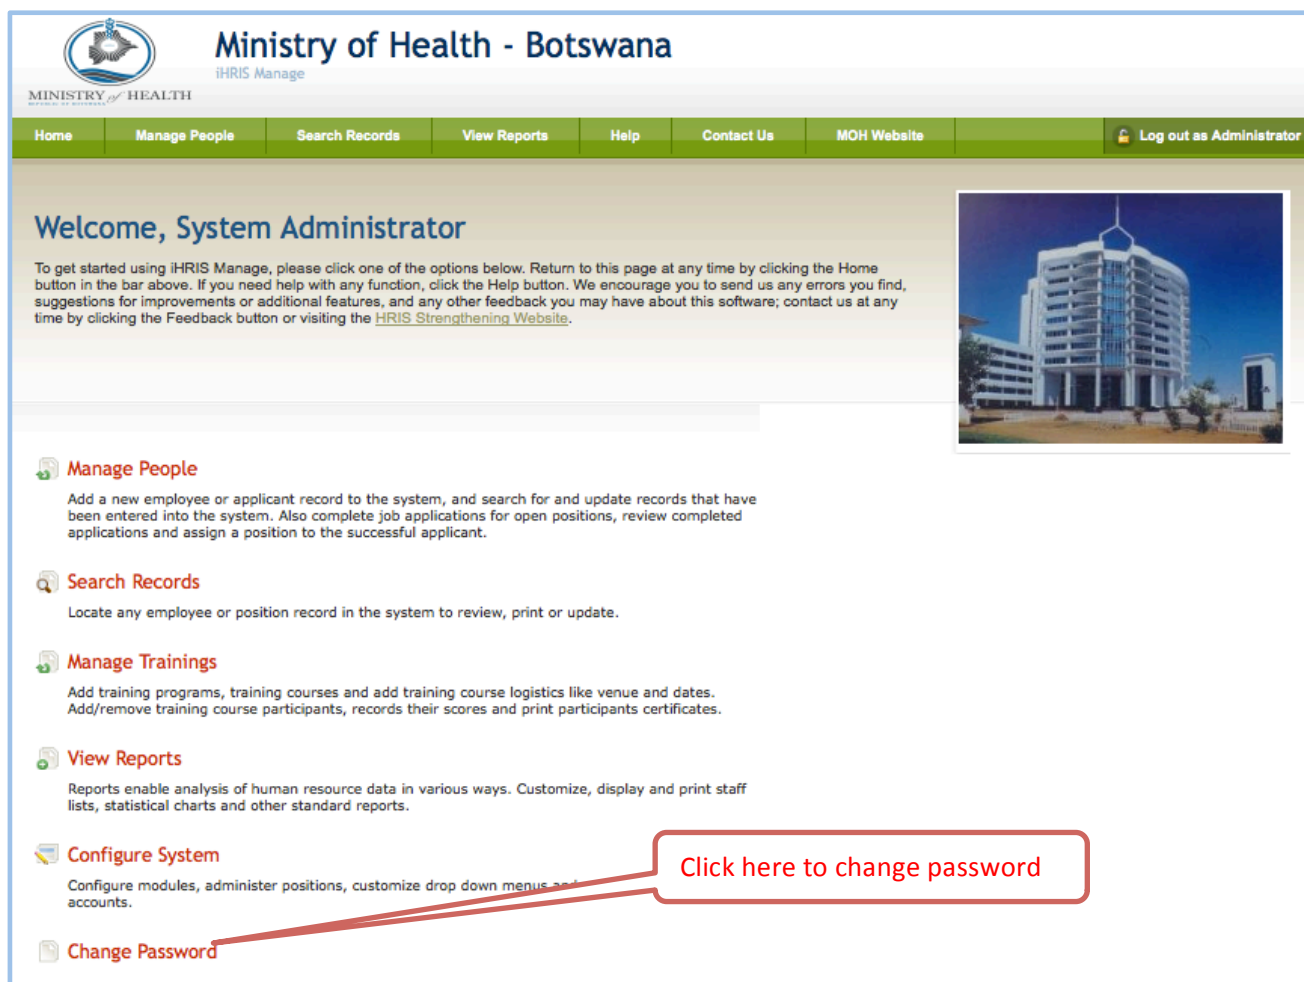 Ministry of Health - Botswana
iHRIS Manage
MINISTRY of HEALTH
REPUBLIC OF BOTSWANA
Home Manage People Search Records View Reports Help Contact Us MOH Website Log out as Administrator
Welcome, System Administrator
To get started using iHRIS Manage, please click one of the options below. Return to this page at any time by clicking the Home
button in the bar above. If you need help with any function, click the Help button. We encourage you to send us any errors you find,
suggestions for improvements or additional features, and any other feedback you may have about this software; contact us at any
time by clicking the Feedback button or visiting the HRIS Strengthening Website.
Manage People
Add a new employee or applicant record to the system, and search for and update records that have
been entered into the system. Also complete job applications for open positions, review completed
applications and assign a position to the successful applicant.
Search Records
Locate any employee or position record in the system to review, print or update.
Manage Trainings
Add training programs, training courses and add training course logistics like venue and dates.
Add/remove training course participants, records their scores and print participants certificates.
View Reports
Reports enable analysis of human resource data in various ways. Customize, display and print staff
lists, statistical charts and other standard reports.
Configure System
Configure modules, administer positions, customize drop down menus and
accounts.
Click here to change password
Change Password